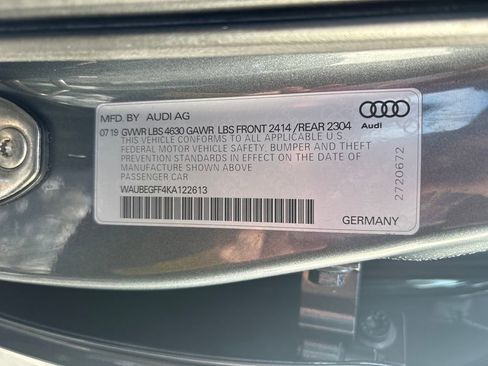 MFD. BY AUDI AG
07 19 GVWR LBS 4630 GAWR LBS FRONT 2414 /REAR 2304
Audi
THIS VEHICLE CONFORMS TO ALL APPLICABLE U.S.
FEDERAL MOTOR VEHICLE SAFETY, BUMPER AND THEFT
PREVENTION STANDARDS IN EFFECT ON THE DATE OF
MANUFACTURE SHOWN ABOVE
PASSENGER CAR
WAUBEGFF4KA122613
GERMANY
2720672